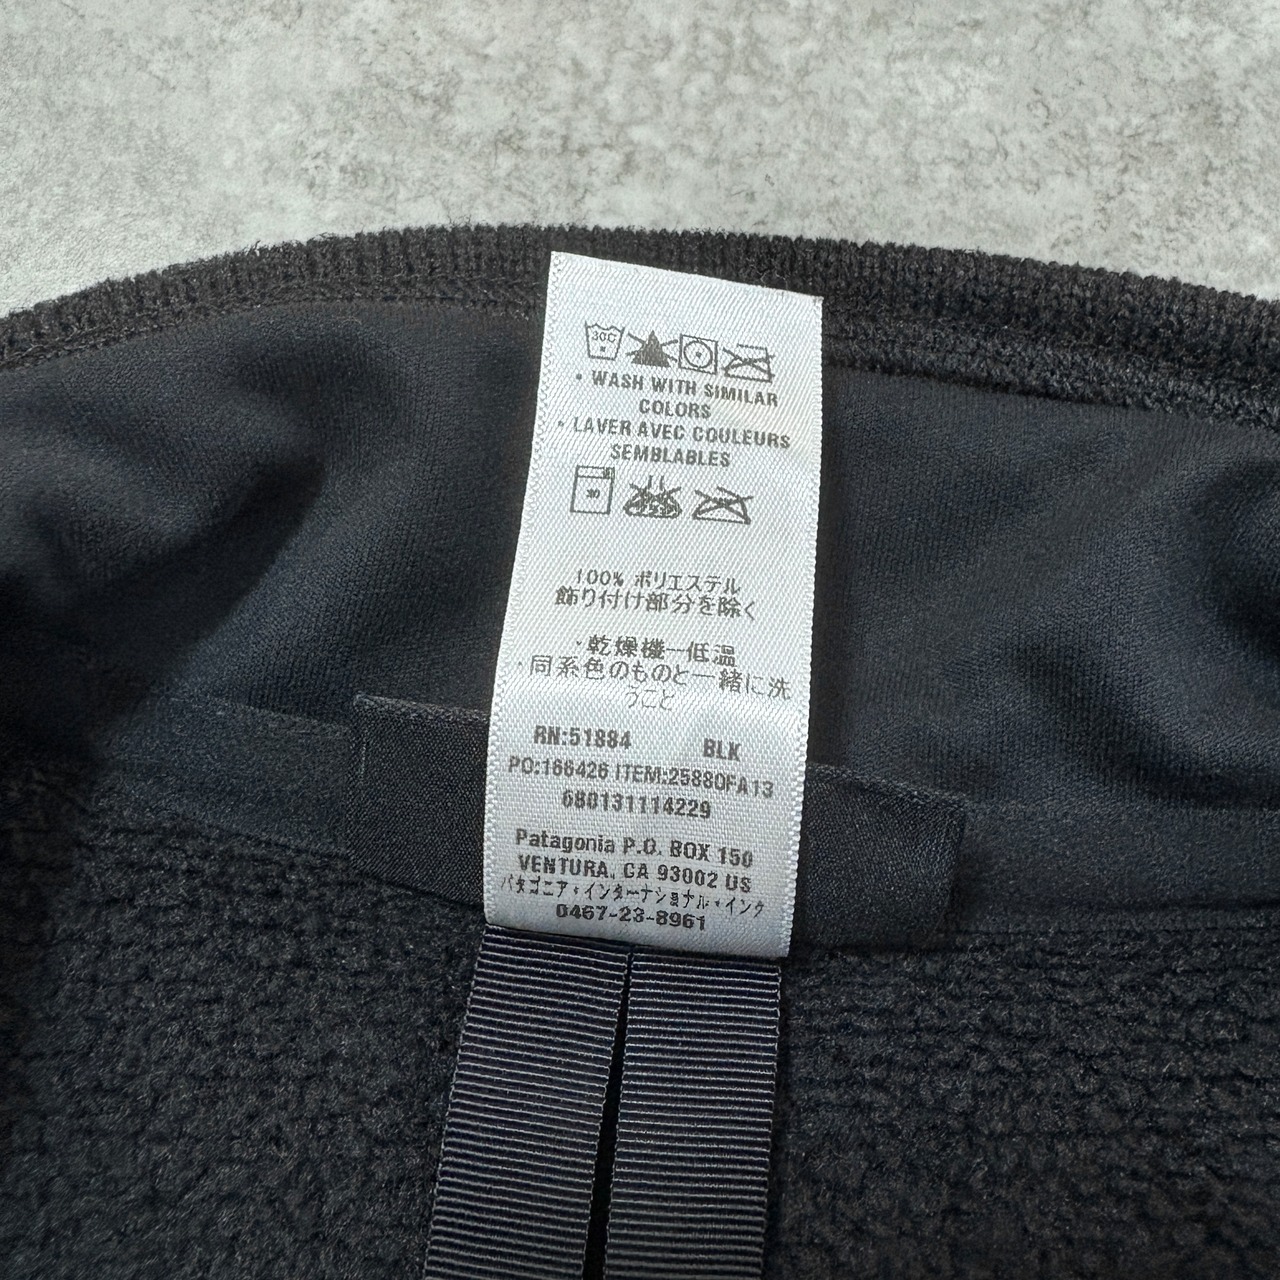 30C
• WASH WITH SIMILAR
COLORS
• LAVER AVEC COULEURS
SEMBLABLES
30
100% ポリエステル
飾り付け部分を除く
・乾燥機一低温
・同系色のものと一緒に洗
うこと
RN:51884 BLK
PO:166426 ITEM:25880FA13
680131114229
Patagonia P.O. BOX 150
VENTURA, CA 93002 US
パタゴニア・インターナショナル・インク
0467-23-8961